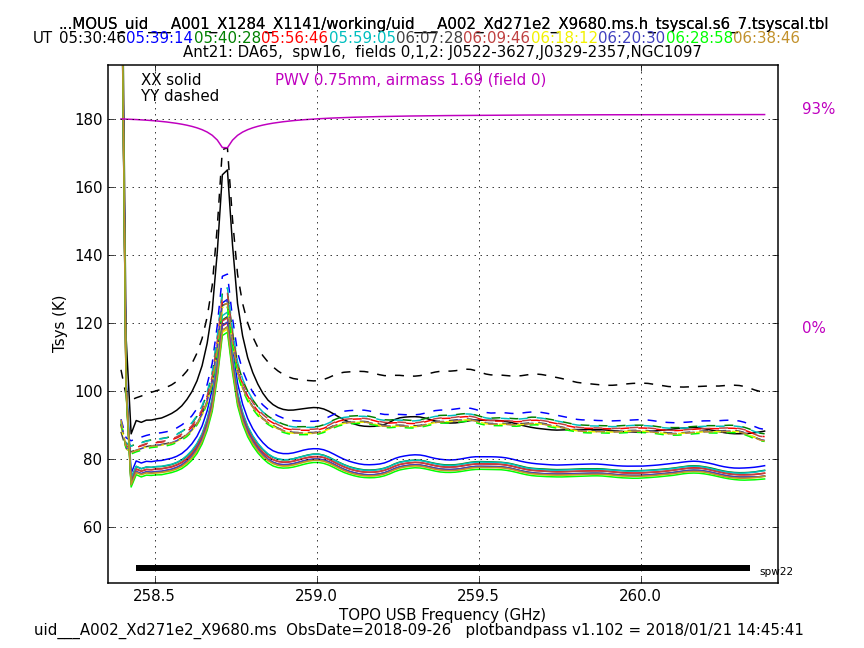 ...MOUS_uid___A001_X1284_X1141/working/uid___A002_Xd271e2_X9680.ms.h_tsyscal.s6_7.tsyscal.tbl
UT 05:30:46 05:39:14 05:40:28 05:56:46 05:59:05 06:07:28 06:09:46 06:18:12 06:20:30 06:28:58 06:38:46
Ant21: DA65, spw16, fields 0,1,2: J0522-3627,J0329-2357,NGC1097
XX solid
YY dashed
PWV 0.75mm, airmass 1.69 (field 0)
93%
0%
Tsys (K)
180
160
140
120
100
80
60
spw22
258.5 259.0 259.5 260.0
TOPO USB Frequency (GHz)
uid___A002_Xd271e2_X9680.ms ObsDate=2018-09-26 plotbandpass v1.102 = 2018/01/21 14:45:41